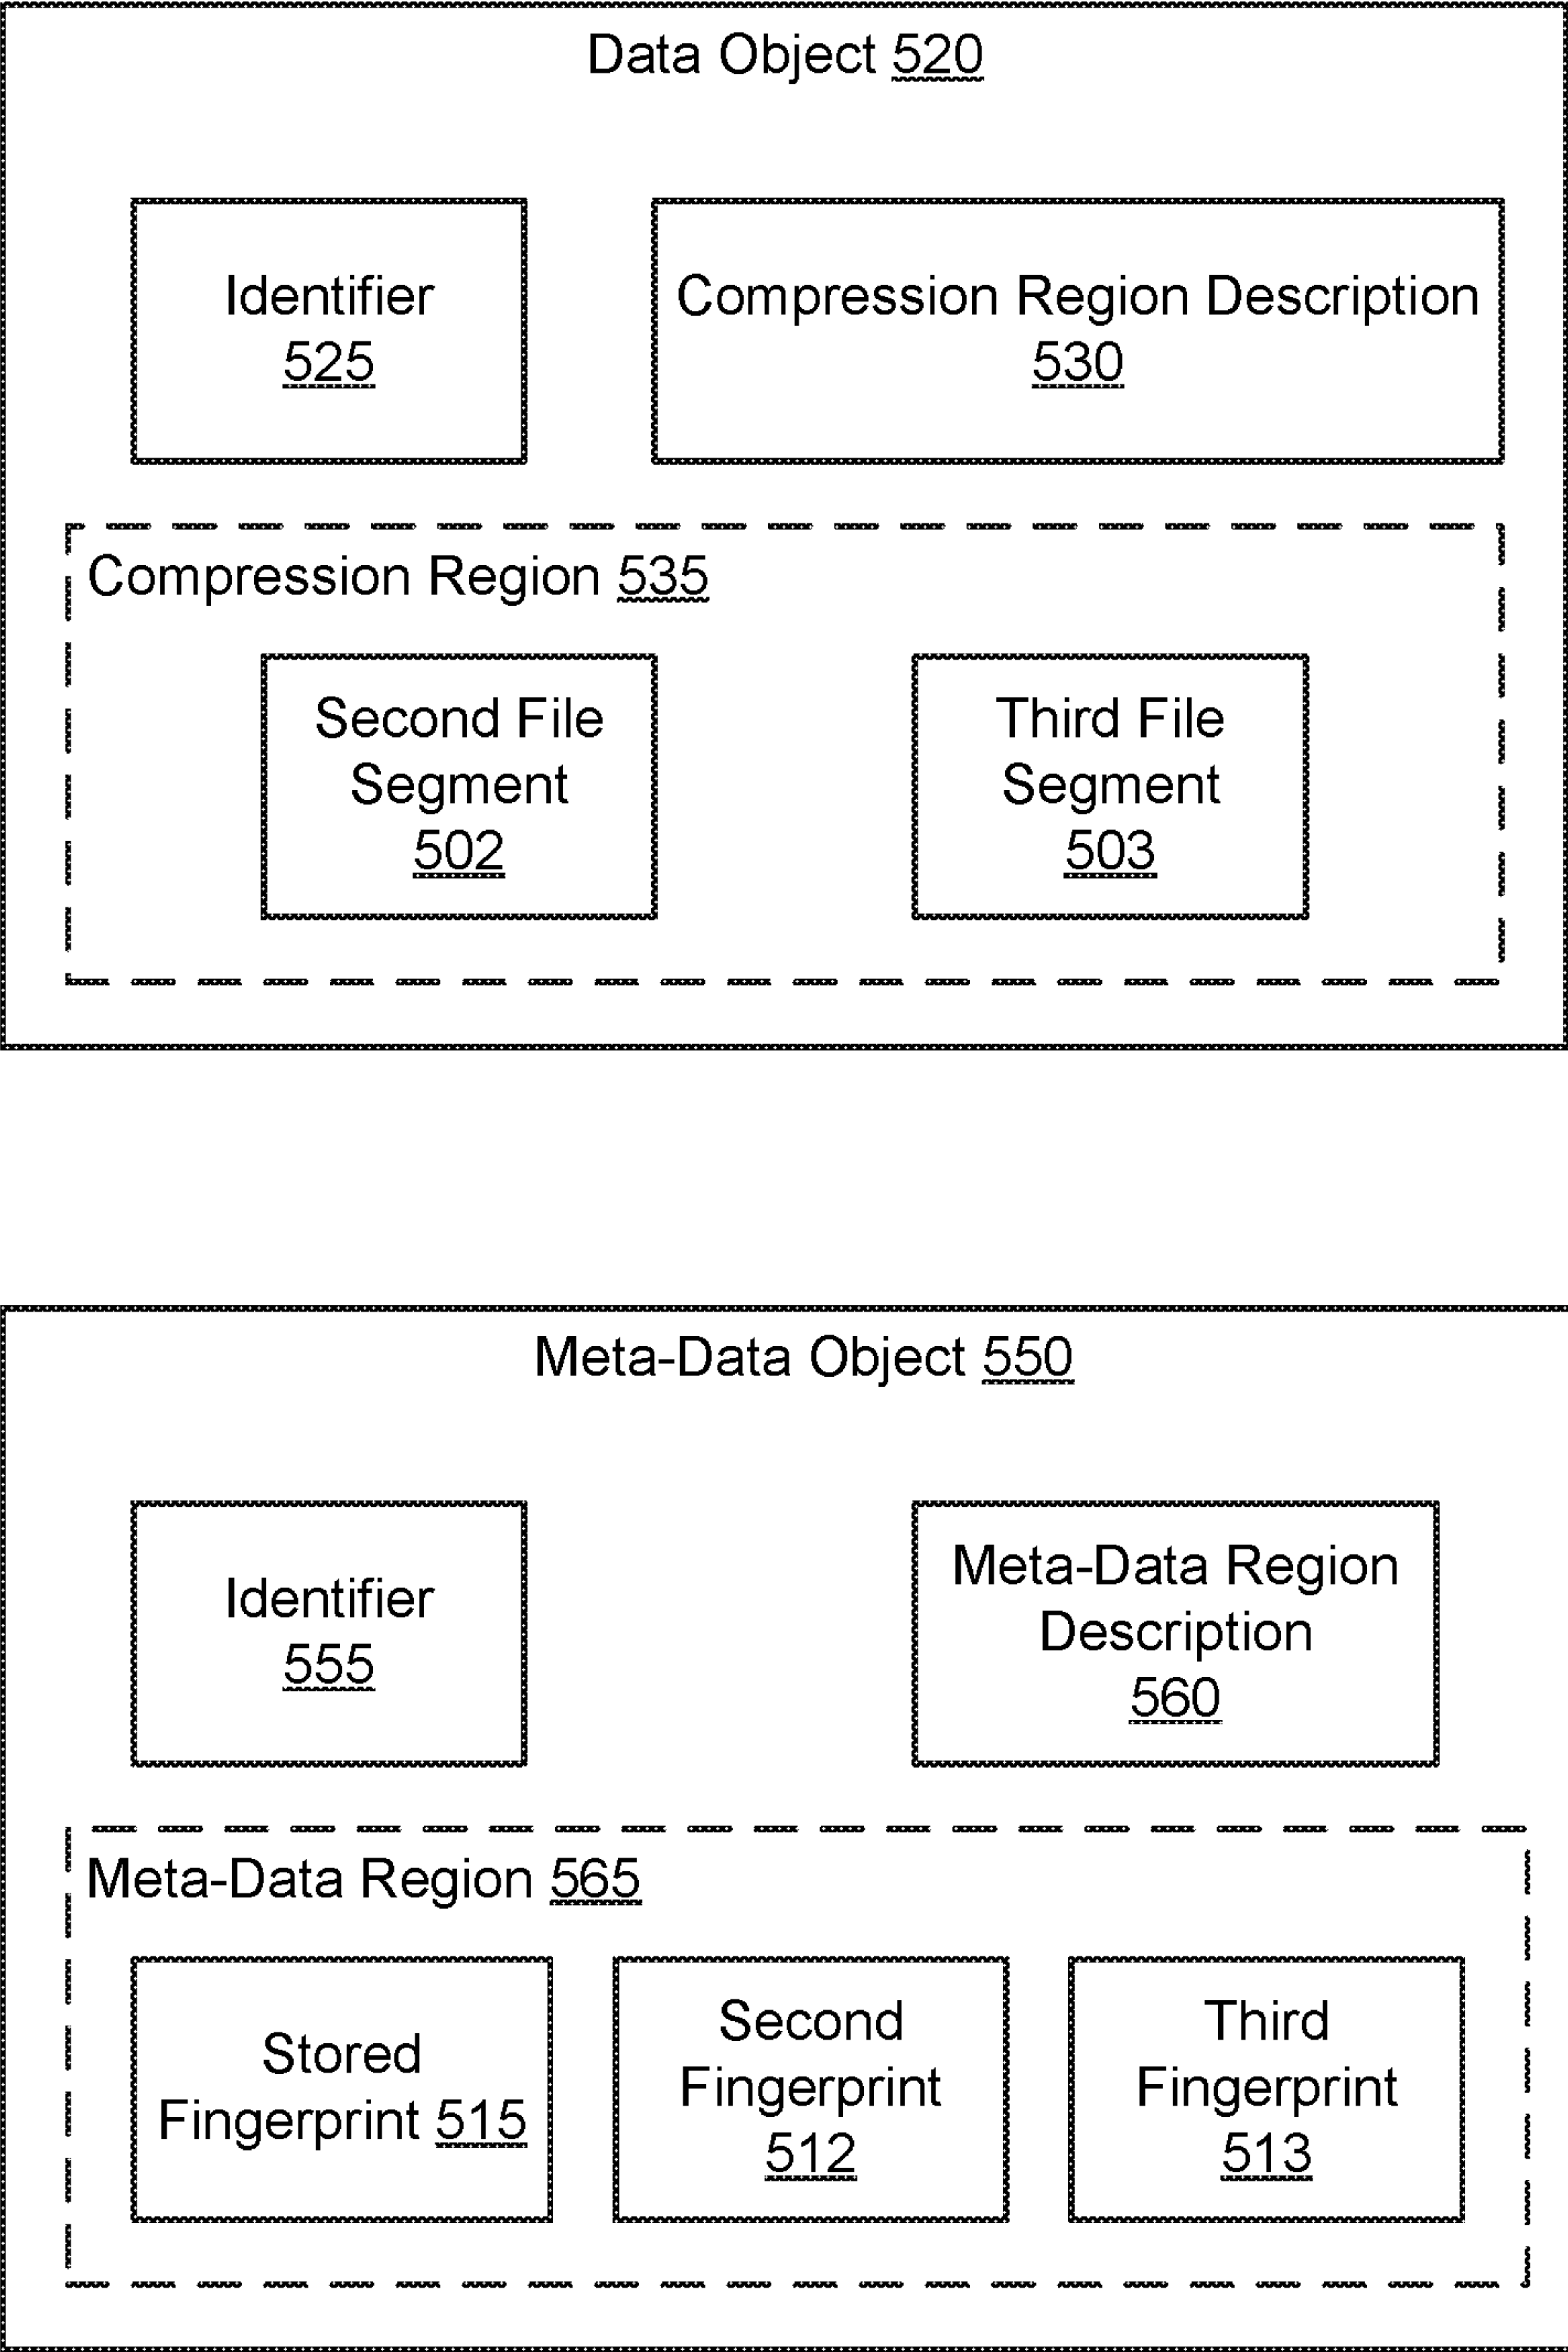 Data Object 520
Identifier
525
Compression Region Description
530
Compression Region 535
Second File
Segment
502
Third File
Segment
503
Meta-Data Object 550
Identifier
555
Meta-Data Region
Description
560
Meta-Data Region 565
Stored
Fingerprint 515
Second
Fingerprint
512
Third
Fingerprint
513